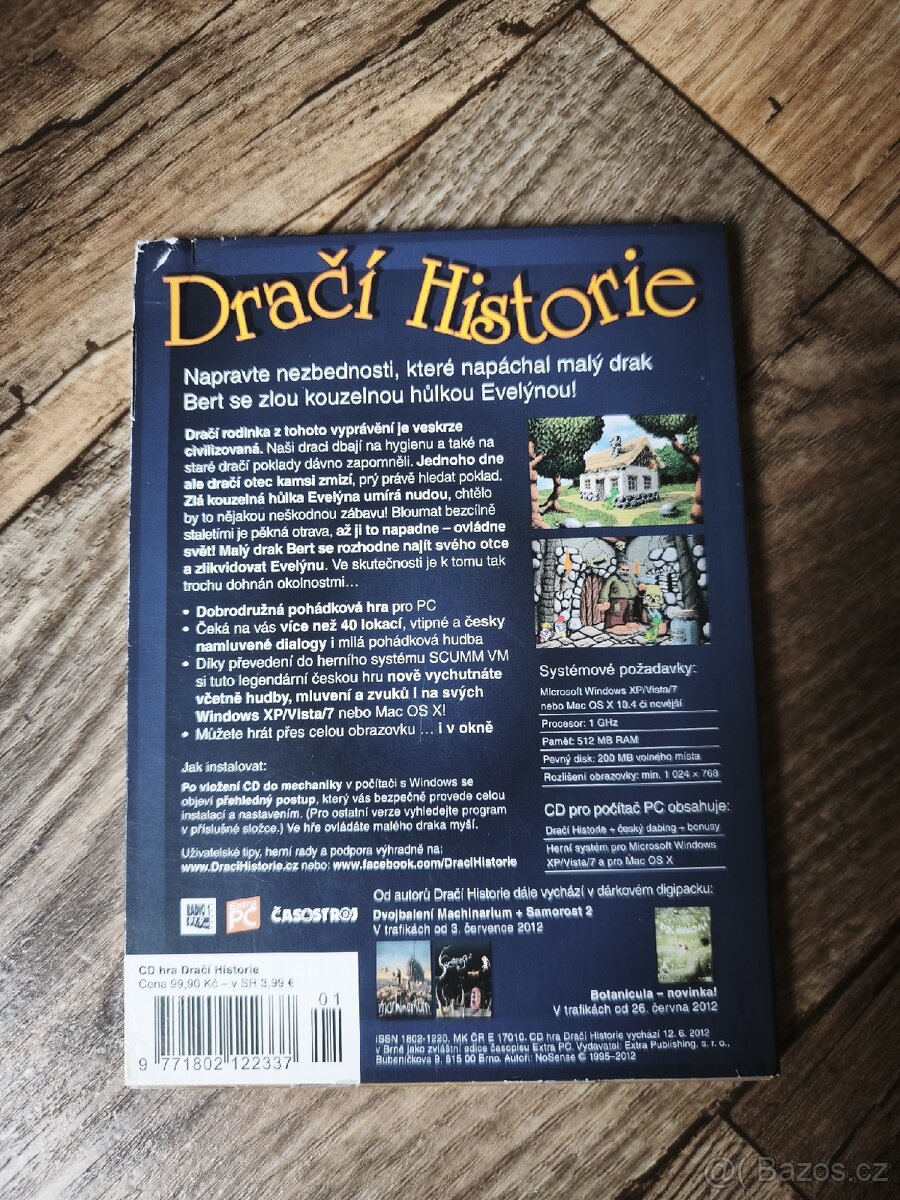 Dračí Historie
Napravte nezbednosti, které napáchal malý drak
Bert se zlou kouzelnou hůlkou Evelýnou!
Dračí rodinka z tohoto vyprávění je veskrze
civilizovaná. Naši draci dbají na hygienu a také na
staré dračí poklady dávno zapomněli. Jednoho dne
ale dračí otec kamsi zmizí, prý právě hledat poklad.
Zlá kouzelná hůlka Evelýna umírá nudou, chtělo
by to nějakou neškodnou zábavu! Bloumat bezcílně
staletími je pěkná otrava, až ji to napadne – ovládne
svět! Malý drak Bert se rozhodne najít svého otce
a zlikvidovat Evelýnu. Ve skutečnosti je k tomu tak
trochu dohnán okolnostmi...
• Dobrodružná pohádková hra pro PC
• Čeká na vás více než 40 lokací, vtipné a česky
namluvené dialogy i milá pohádková hudba
• Díky převedení do herního systému SCUMM VM
si tuto legendární českou hru nově vychutnáte
včetně hudby, mluvení a zvuků i na svých
Windows XP/Vista/7 nebo Mac OS X!
• Můžete hrát přes celou obrazovku ... i v okně
Jak instalovat:
Po vložení CD do mechaniky v počítači s Windows se
objeví přehledný postup, který vás bezpečně provede celou
instalací a nastavením. (Pro ostatní verze vyhledejte program
v příslušné složce.) Ve hře ovládáte malého draka myší.
Uživatelské tipy, herní rady a podpora výhradně na:
www.DraciHistorie.cz nebo: www.facebook.com/DraciHistorie
Systémové požadavky:
Microsoft Windows XP/Vista/7
nebo Mac OS X 10.4 či novější
Procesor: 1 GHz
Paměť: 512 MB RAM
Pevný disk: 200 MB volného místa
Rozlišení obrazovky: min. 1 024 x 768
CD pro počítač PC obsahuje:
Dračí Historie + český dabing + bonusy
Herní systém pro Microsoft Windows
XP/Vista/7 a pro Mac OS X
RADIO 1
Extra
PC
ČASOSTROJ
Od autorů Dračí Historie dále vychází v dárkovém digipacku:
Dvojbalení Machinarium + Samorost 2
V trafikách od 3. července 2012
machinarium
Botanicula – novinka!
V trafikách od 26. června 2012
CD hra Dračí Historie
Cena 99,90 Kč – v SR 3,99 €
01
9 771802 122337
ISSN 1802-1220, MK ČR E 17010. CD hra Dračí Historie vychází 12. 6. 2012
v Brně jako zvláštní edice časopisu Extra PC. Vydavatel: Extra Publishing, s. r. o.,
Bubeníčkova 9, 615 00 Brno. Autoři: NoSense © 1995–2012
@ Bazoš.cz